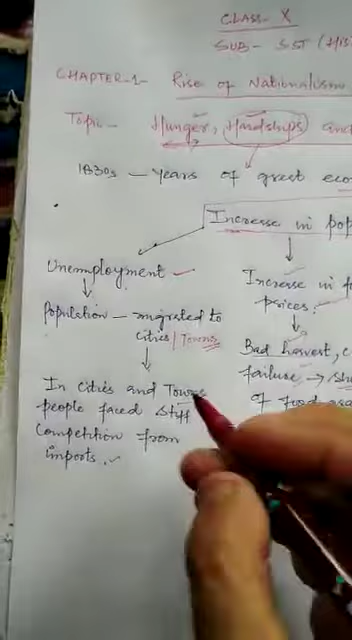 CLASS- X
SUB- SST (His
CHAPTER-1- Rise of Nationalism
Topic- Hunger, Hardships and
1830s - Years of great eco
Increase in pop
Unemployment
Population - migrated to
cities / Towns
In cities and Towns
people faced stiff
Competition from
imports.
Increase in f
prices.
Bad harvest, c
failure → Sh
of food